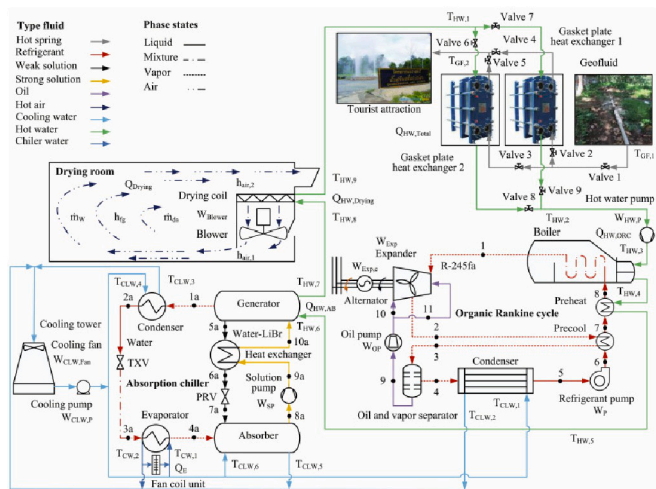 Type fluid
Hot spring
Refrigerant
Weak solution
Strong solution
Oil
Hot air
Cooling water
Hot water
Chiler water
Phase states
Liquid
Mixture
Vapor
Air
T_HW,1
Valve 7
Valve 6
Valve 4
Valve 5
T_GF,2
Gasket plate
heat exchanger 1
Geofluid
Tourist attraction
Q_HW,Total
Gasket plate
heat exchanger 2
Valve 3
Valve 2
T_GF,1
Valve 1
Valve 9
Valve 8
T_HW,2
Hot water pump
W_HW,P
Drying room
Q_Drying
h_air,2
Drying coil
ṁ_w
h_fg
ṁ_da
W_Blower
Blower
h_air,1
T_HW,9
Q_HW,Drying
T_HW,8
Q_HW,ORC
T_HW,3
Boiler
1
W_Exp
Expander
R-245fa
W_Exp,e
Alternator
T_HW,4
8
Preheat
Organic Rankine cycle
10
11
Oil pump
W_OP
2
3
7
Precool
6
Condenser
9
4
5
Oil and vapor separator
T_CLW,1
T_CLW,2
Refrigerant pump
W_P
T_HW,5
T_CLW,4
T_CLW,3
2a
1a
Condenser
Generator
T_HW,7
Q_HW,AB
T_HW,6
Cooling tower
Cooling fan
W_CLW,Fan
Water
TXV
5a
Water-LiBr
10a
Heat exchanger
6a
9a
Absorption chiller
Solution
pump
W_SP
PRV
7a
8a
Cooling pump
W_CLW,P
Evaporator
3a
4a
Absorber
T_CW,2
T_CW,1
Q_E
T_CLW,6
T_CLW,5
Fan coil unit